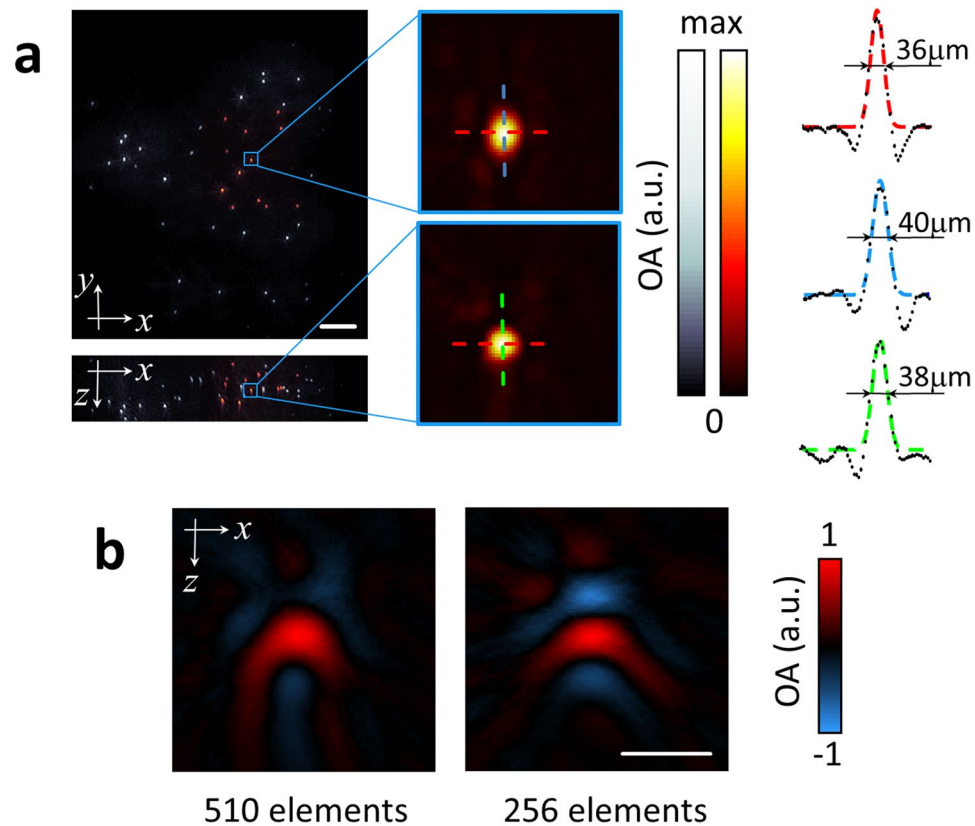 a
y
x
x
z
max
OA (a.u.)
0
36μm
40μm
38μm
b
x
z
510 elements
256 elements
1
OA (a.u.)
-1